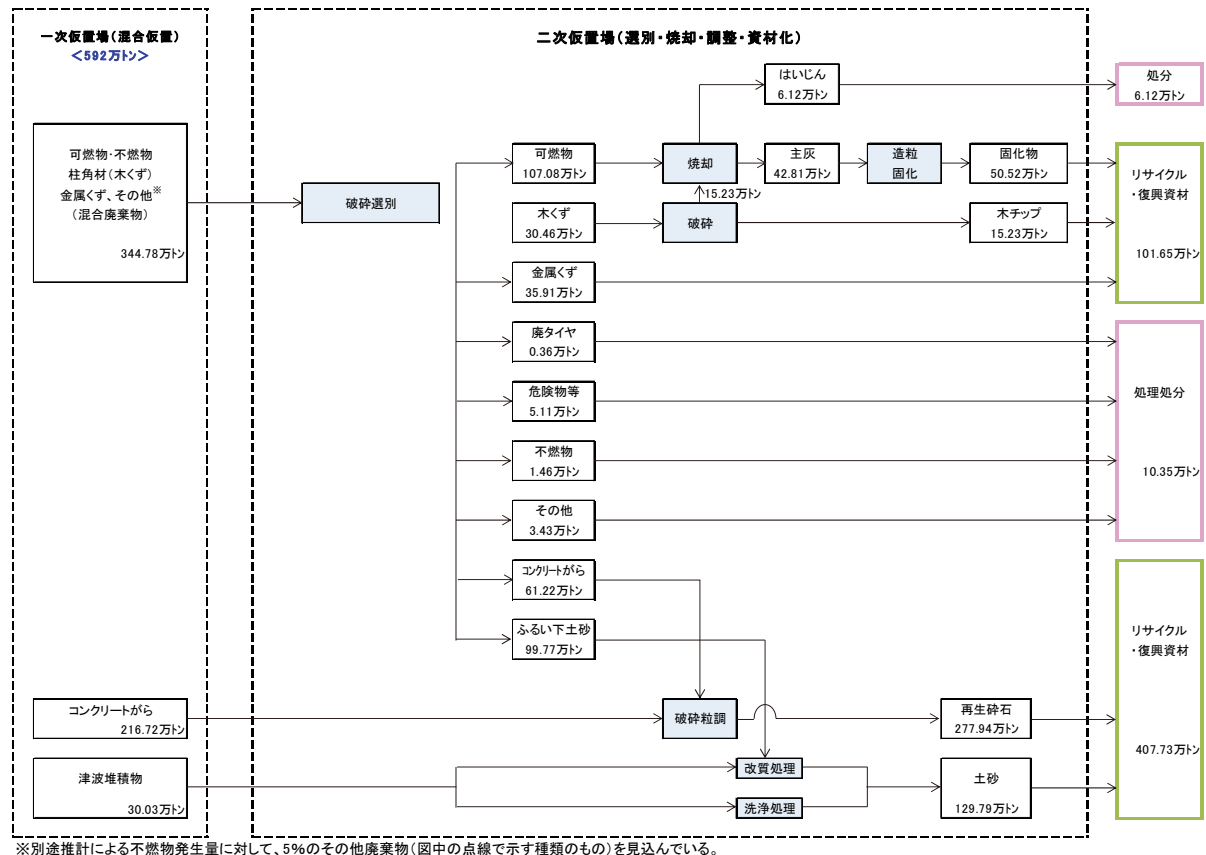 一次仮置場(混合仮置)
<592万トン>
二次仮置場(選別・焼却・調整・資材化)
可燃物・不燃物
柱角材(木くず)
金属くず、その他※
(混合廃棄物)
344.78万トン
破砕選別
はいじん
6.12万トン
処分
6.12万トン
可燃物
107.08万トン
焼却
主灰
42.81万トン
造粒
固化
固化物
50.52万トン
リサイクル
・復興資材
101.65万トン
15.23万トン
木くず
30.46万トン
破砕
木チップ
15.23万トン
金属くず
35.91万トン
廃タイヤ
0.36万トン
処理処分
10.35万トン
危険物等
5.11万トン
不燃物
1.46万トン
その他
3.43万トン
コンクリートがら
61.22万トン
ふるい下土砂
99.77万トン
リサイクル
・復興資材
407.73万トン
コンクリートがら
216.72万トン
破砕粒調
再生砕石
277.94万トン
津波堆積物
30.03万トン
改質処理
洗浄処理
土砂
129.79万トン
※別途推計による不燃物発生量に対して、5%のその他廃棄物(図中の点線で示す種類のもの)を見込んでいる。